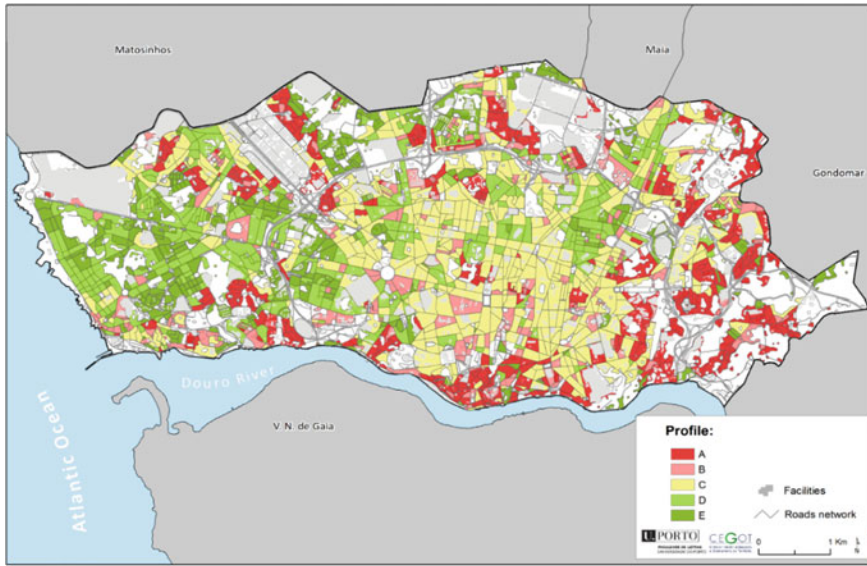 Matosinhos
Maia
Gondomar
Douro River
Atlantic Ocean
V. N. de Gaia
Profile:
A
B
C
D
E
Facilities
Roads network
U. PORTO
CEGOT
0 1 Km
N